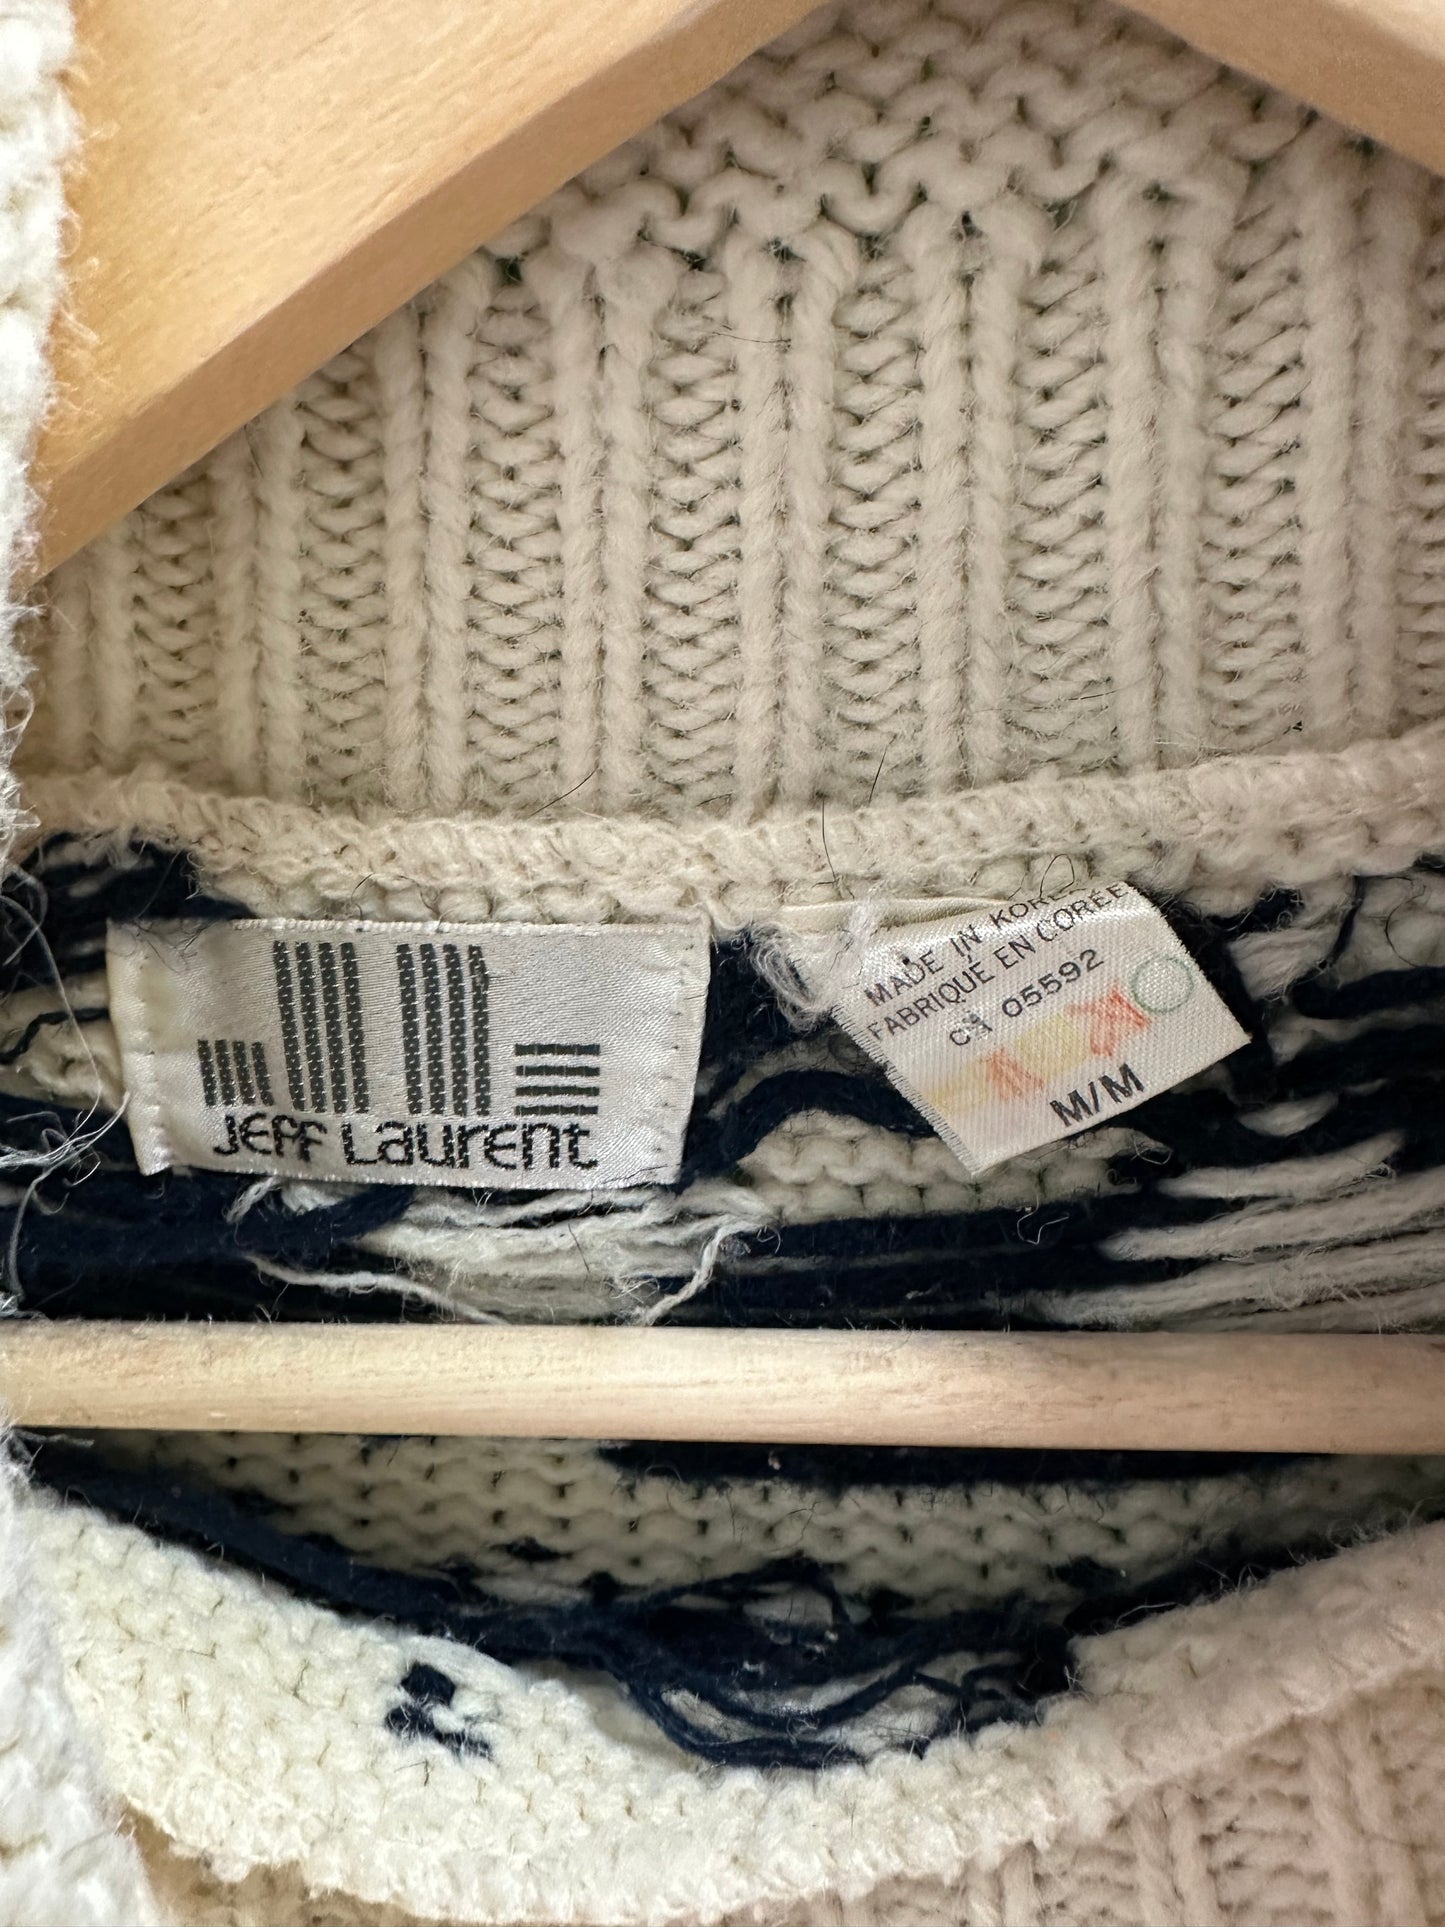 Jeff Laurent
MADE IN KOREA
FABRIQUÉ EN CORÉE
CA 05592
M/M